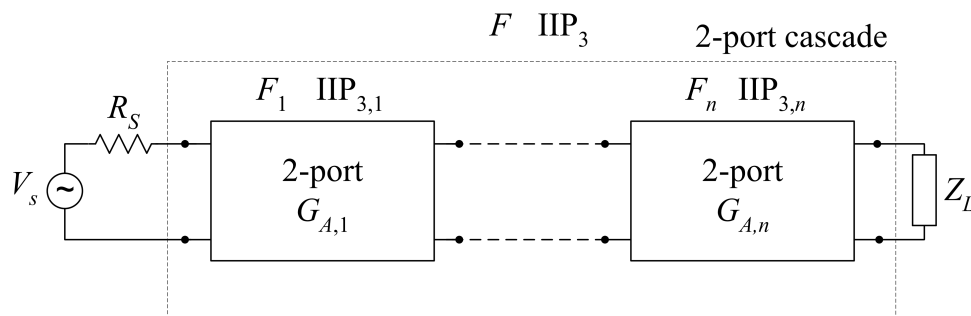 F IIP3
2-port cascade
F1 IIP3,1
Fn IIP3,n
RS
Vs
~
2-port
GA,1
2-port
GA,n
ZL